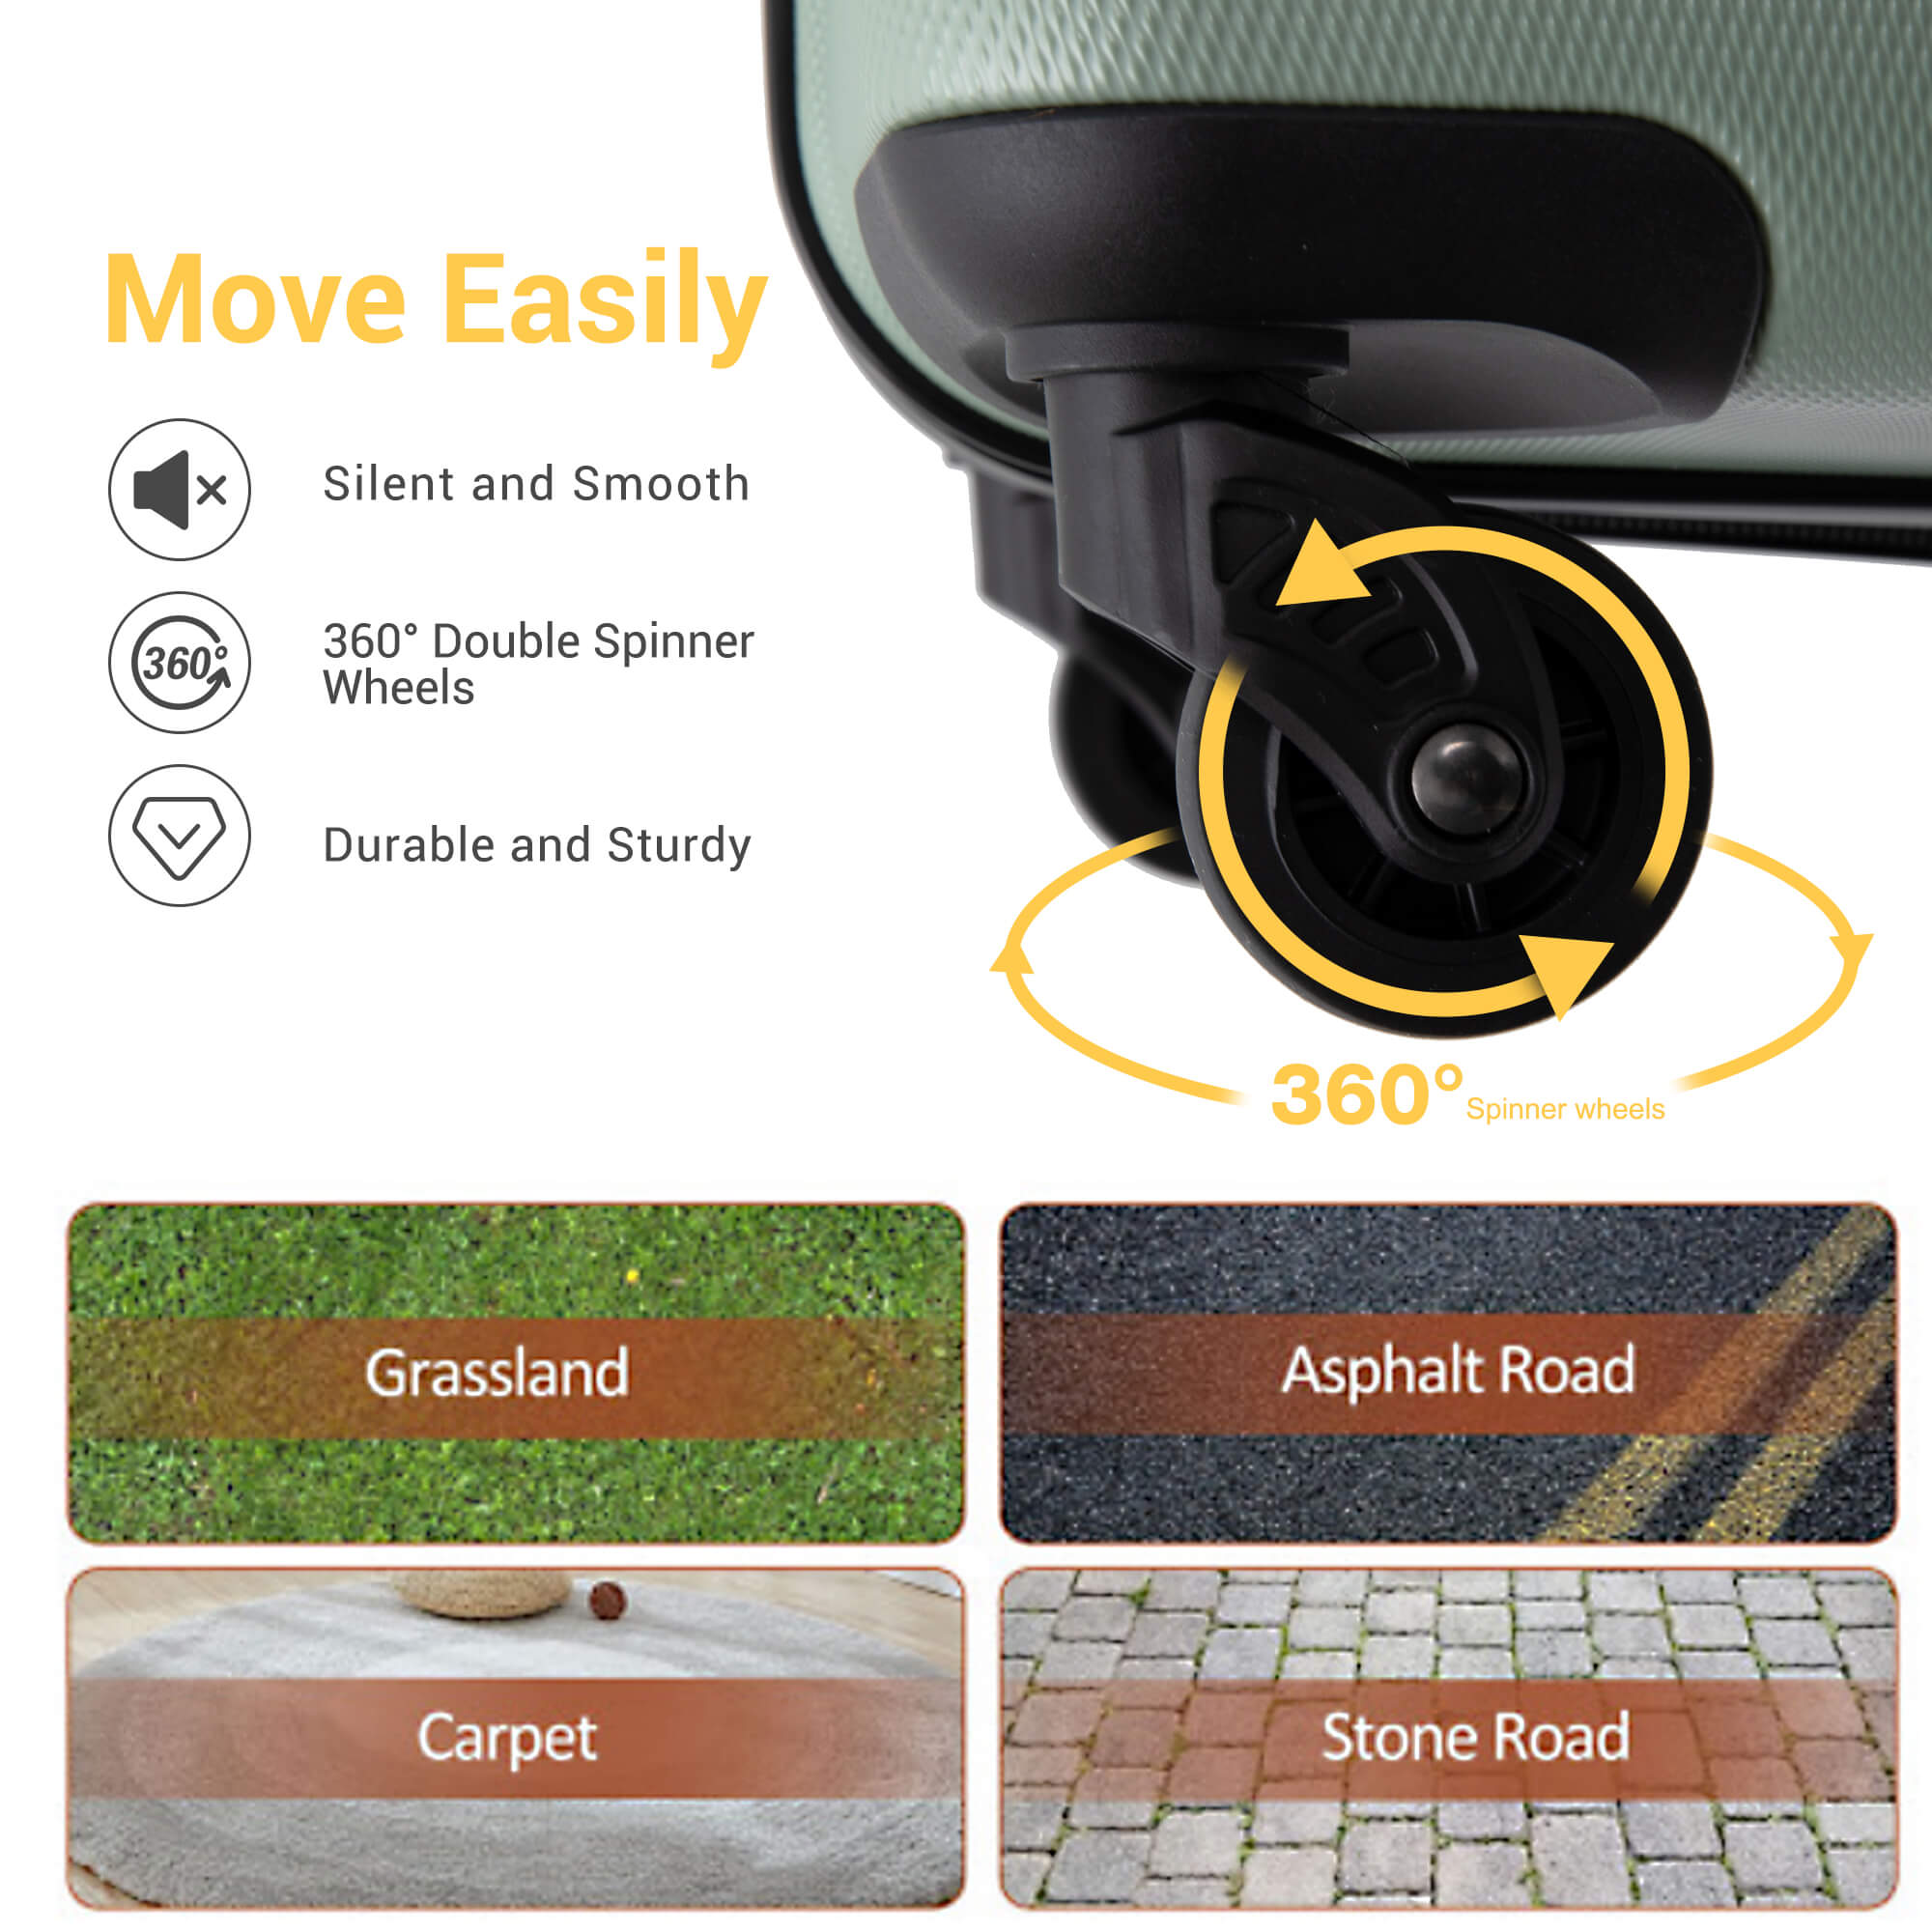 Move Easily
Silent and Smooth
360°
360° Double Spinner
Wheels
Durable and Sturdy
360° Spinner wheels
Grassland
Asphalt Road
Carpet
Stone Road